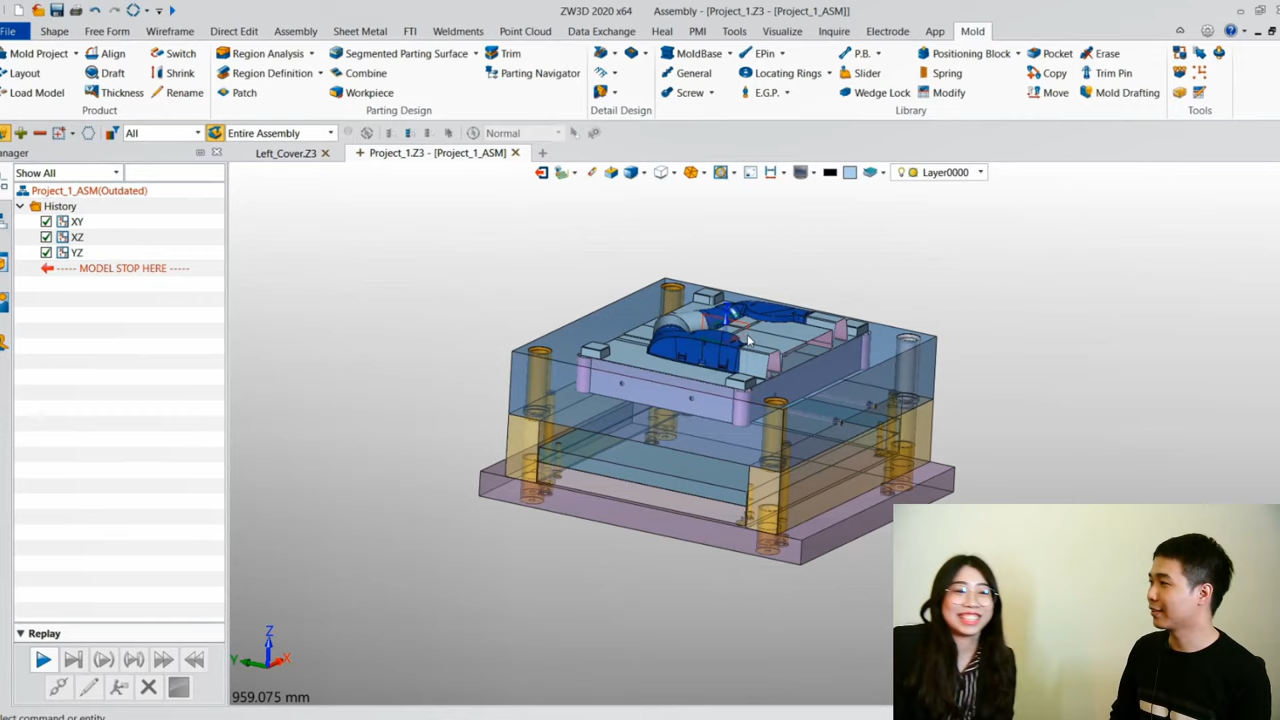 ZW3D 2020 x64 Assembly - [Project_1.Z3 - [Project_1_ASM]]
File Shape Free Form Wireframe Direct Edit Assembly Sheet Metal FTI Weldments Point Cloud Data Exchange Heal PMI Tools Visualize Inquire Electrode App Mold
Mold Project Align Switch Region Analysis Segmented Parting Surface Trim MoldBase EPin P.B. Positioning Block Pocket Erase
Layout Draft Shrink Region Definition Combine Parting Navigator General Locating Rings Slider Spring Copy Trim Pin
Load Model Thickness Rename Patch Workpiece Screw E.G.P. Wedge Lock Modify Move Mold Drafting
Product Parting Design Detail Design Library Tools
All Entire Assembly Normal
nager Left_Cover.Z3 Project_1.Z3 - [Project_1_ASM]
Show All Layer0000
Project_1_ASM(Outdated)
History
XY
XZ
YZ
----- MODEL STOP HERE -----
Replay
Z
Y X
959.075 mm
elect command or entity.